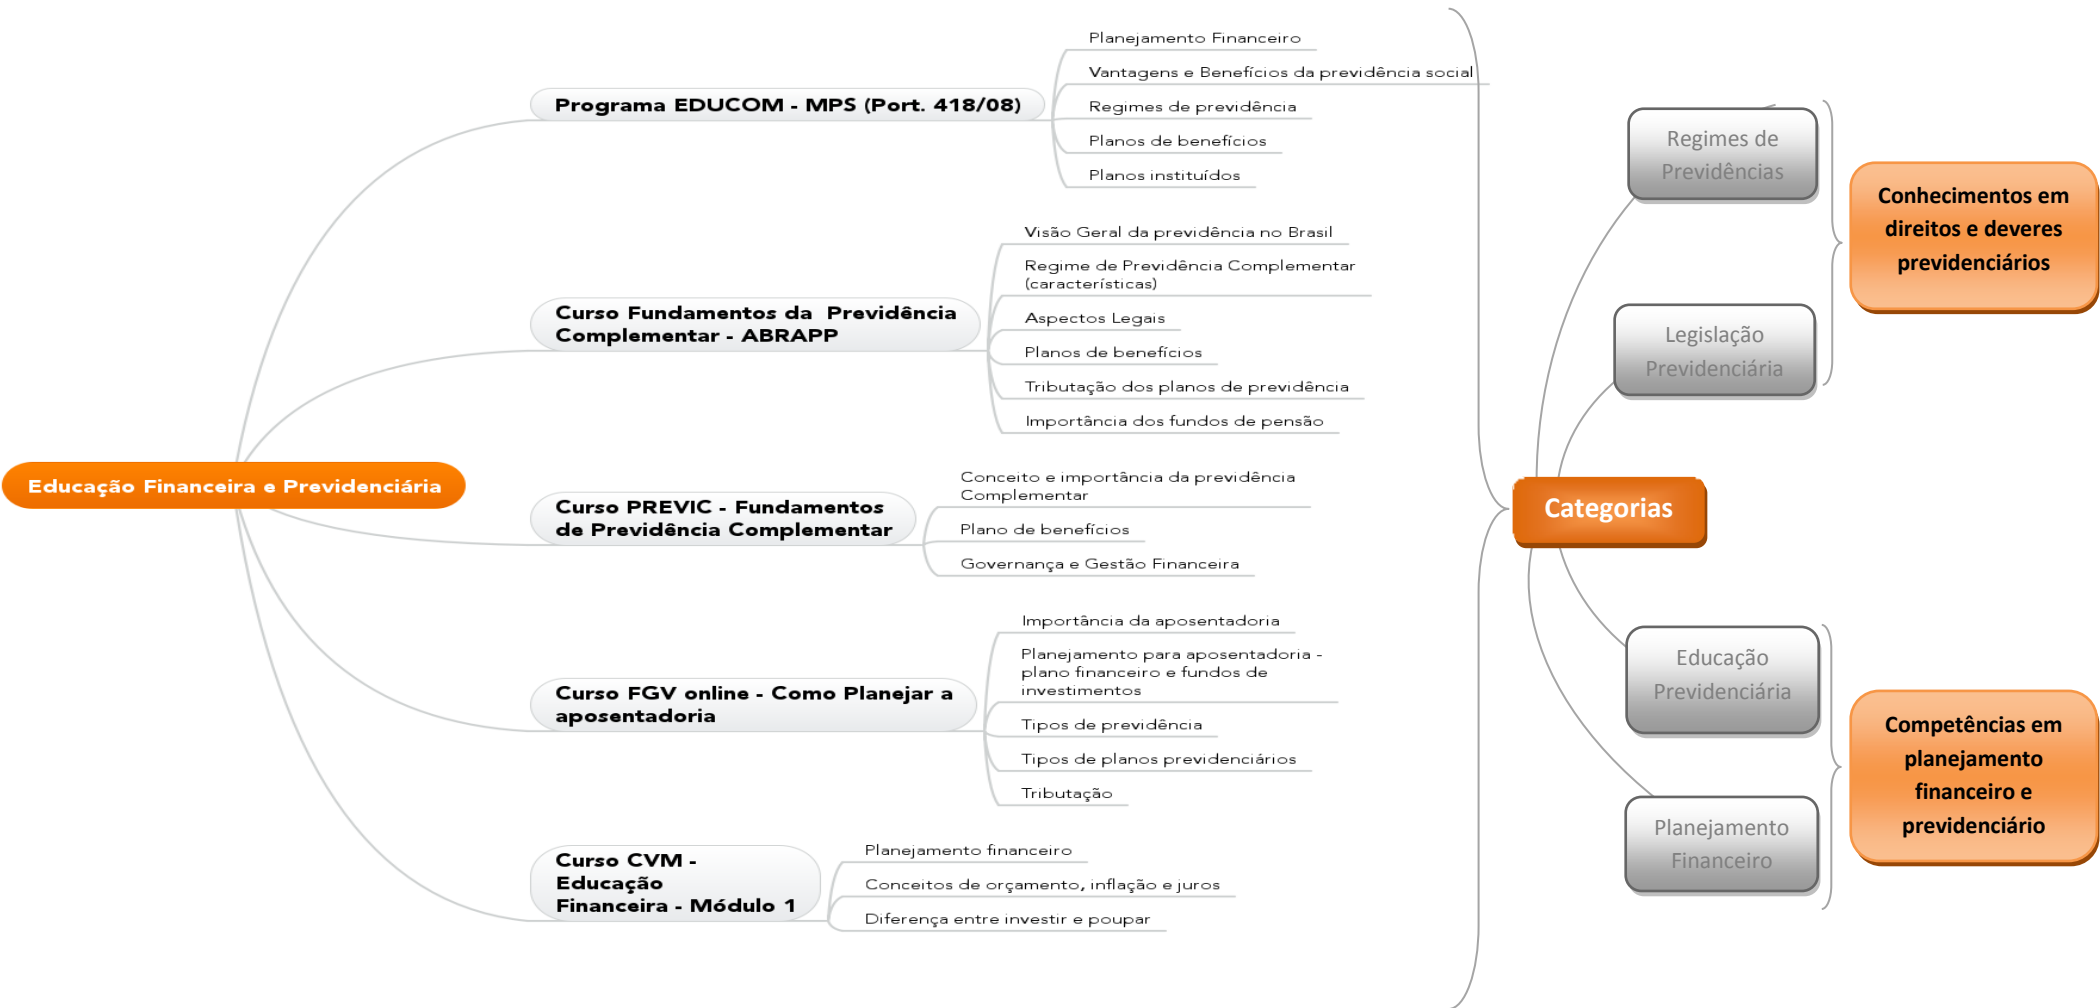 Educação Financeira e Previdenciária
Programa EDUCOM - MPS (Port. 418/08)
Planejamento Financeiro
Vantagens e Benefícios da previdência social
Regimes de previdência
Planos de benefícios
Planos instituídos
Curso Fundamentos da  Previdência
Complementar - ABRAPP
Visão Geral da previdência no Brasil
Regime de Previdência Complementar
(características)
Aspectos Legais
Planos de benefícios
Tributação dos planos de previdência
Importância dos fundos de pensão
Curso PREVIC - Fundamentos
de Previdência Complementar
Conceito e importância da previdência
Complementar
Plano de benefícios
Governança e Gestão Financeira
Curso FGV online - Como Planejar a
aposentadoria
Importância da aposentadoria
Planejamento para aposentadoria -
plano financeiro e fundos de
investimentos
Tipos de previdência
Tipos de planos previdenciários
Tributação
Curso CVM -
Educação
Financeira - Módulo 1
Planejamento financeiro
Conceitos de orçamento, inflação e juros
Diferença entre investir e poupar
Categorias
Regimes de
Previdências
Legislação
Previdenciária
Conhecimentos em
direitos e deveres
previdenciários
Educação
Previdenciária
Planejamento
Financeiro
Competências em
planejamento
financeiro e
previdenciário